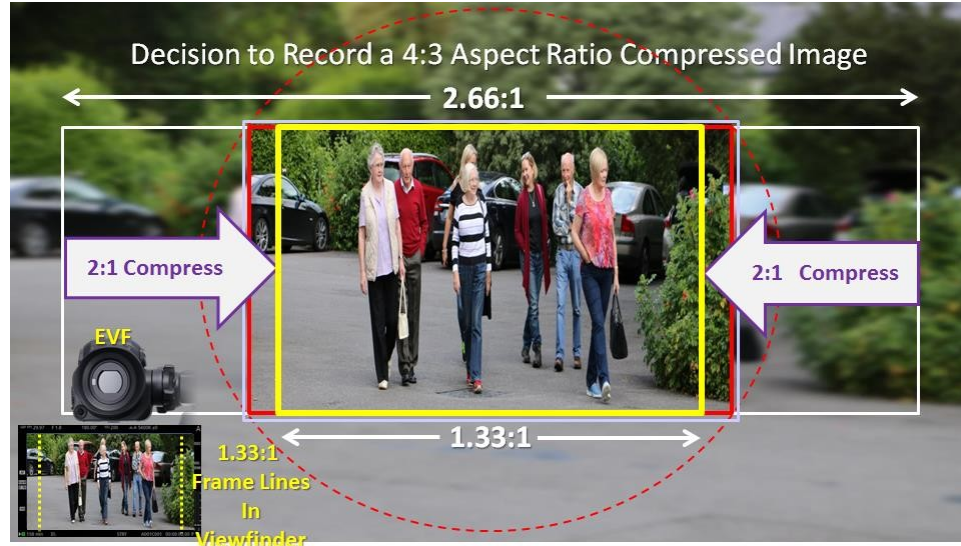 Decision to Record a 4:3 Aspect Ratio Compressed Image
2.66:1
2:1 Compress
2:1 Compress
EVF
1.33:1
1.33:1
Frame Lines
In
Viewfinder